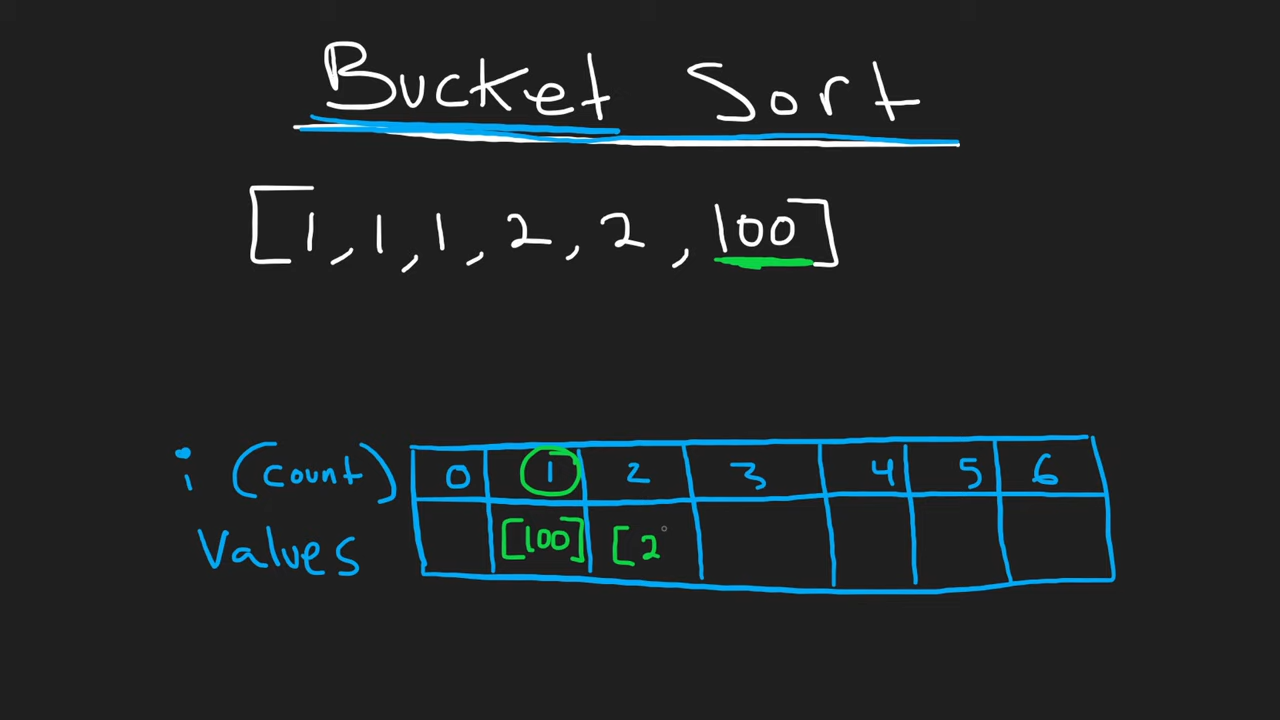 Bucket Sort
[1, 1, 1, 2, 2, 100]
i (count) 0 1 2 3 4 5 6
Values [100] [2